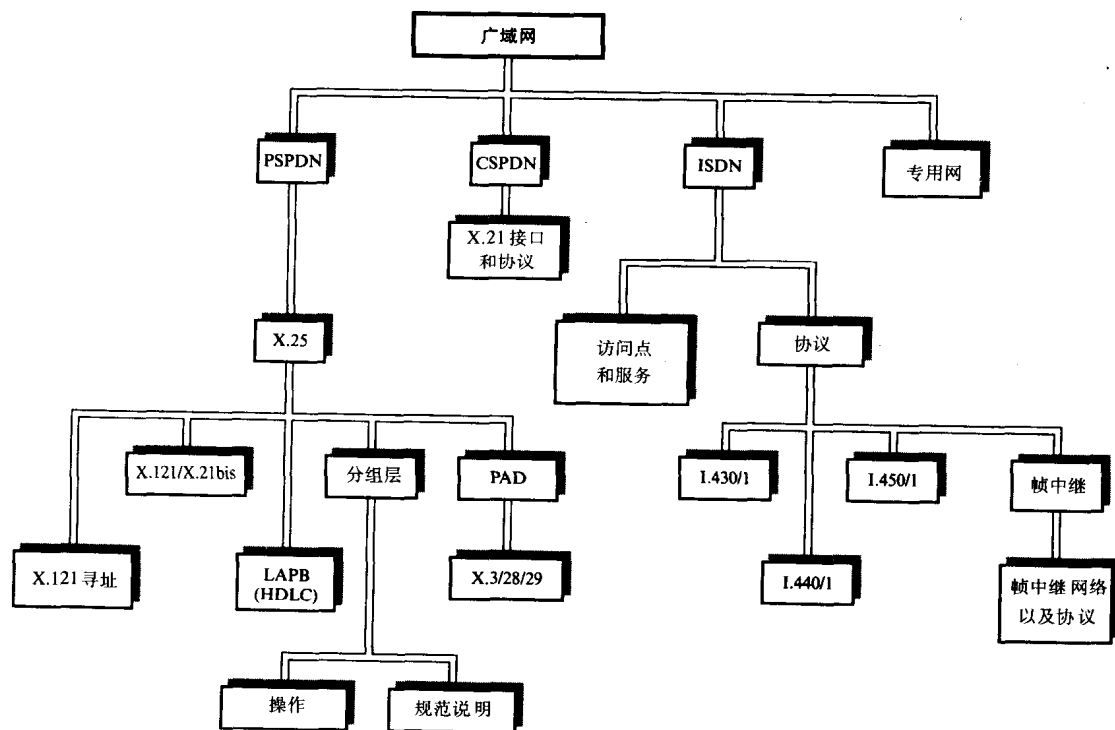 广域网
PSPDN
CSPDN
ISDN
专用网
X.21 接口
和协议
X.25
访问点
和服务
协议
X.121/X.21bis
分组层
PAD
I.430/1
I.450/1
帧中继
X.121 寻址
LAPB
(HDLC)
X.3/28/29
I.440/1
帧中继网络
以及协议
操作
规范说明